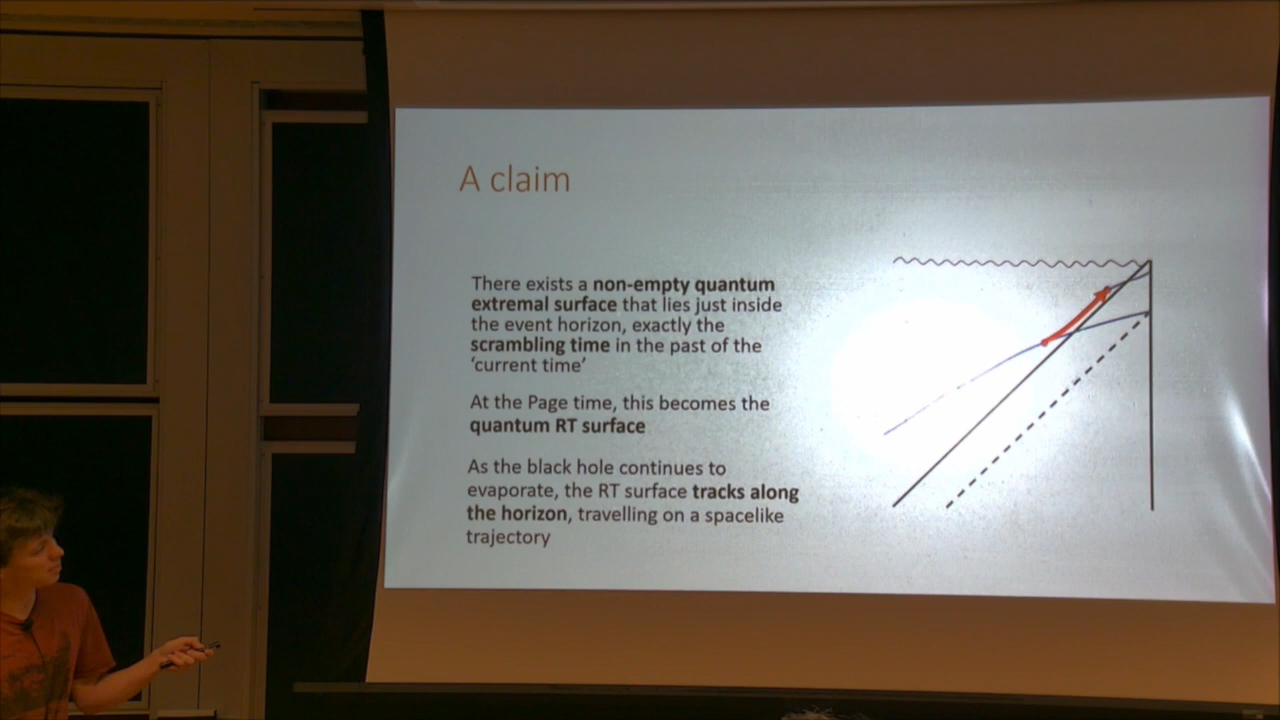 A claim
There exists a non-empty quantum
extremal surface that lies just inside
the event horizon, exactly the
scrambling time in the past of the
‘current time’
At the Page time, this becomes the
quantum RT surface
As the black hole continues to
evaporate, the RT surface tracks along
the horizon, travelling on a spacelike
trajectory